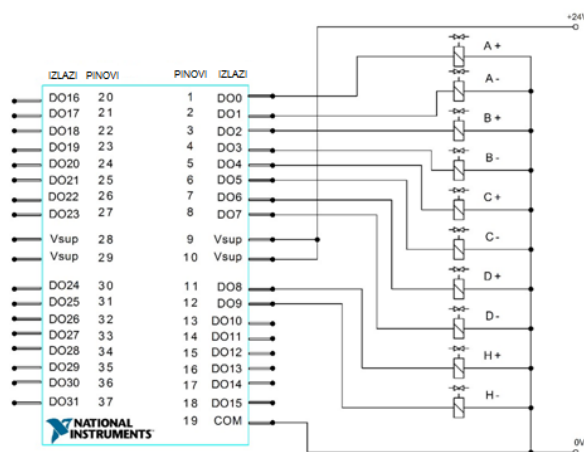 +24V
IZLAZI PINOVI PINOVI IZLAZI
DO16 20 1 DO0
DO17 21 2 DO1
DO18 22 3 DO2
DO19 23 4 DO3
DO20 24 5 DO4
DO21 25 6 DO5
DO22 26 7 DO6
DO23 27 8 DO7
Vsup 28 9 Vsup
Vsup 29 10 Vsup
DO24 30 11 DO8
DO25 31 12 DO9
DO26 32 13 DO10
DO27 33 14 DO11
DO28 34 15 DO12
DO29 35 16 DO13
DO30 36 17 DO14
DO31 37 18 DO15
19 COM
NATIONAL
INSTRUMENTS
A+
A-
B+
B-
C+
C-
D+
D-
H+
H-
0V